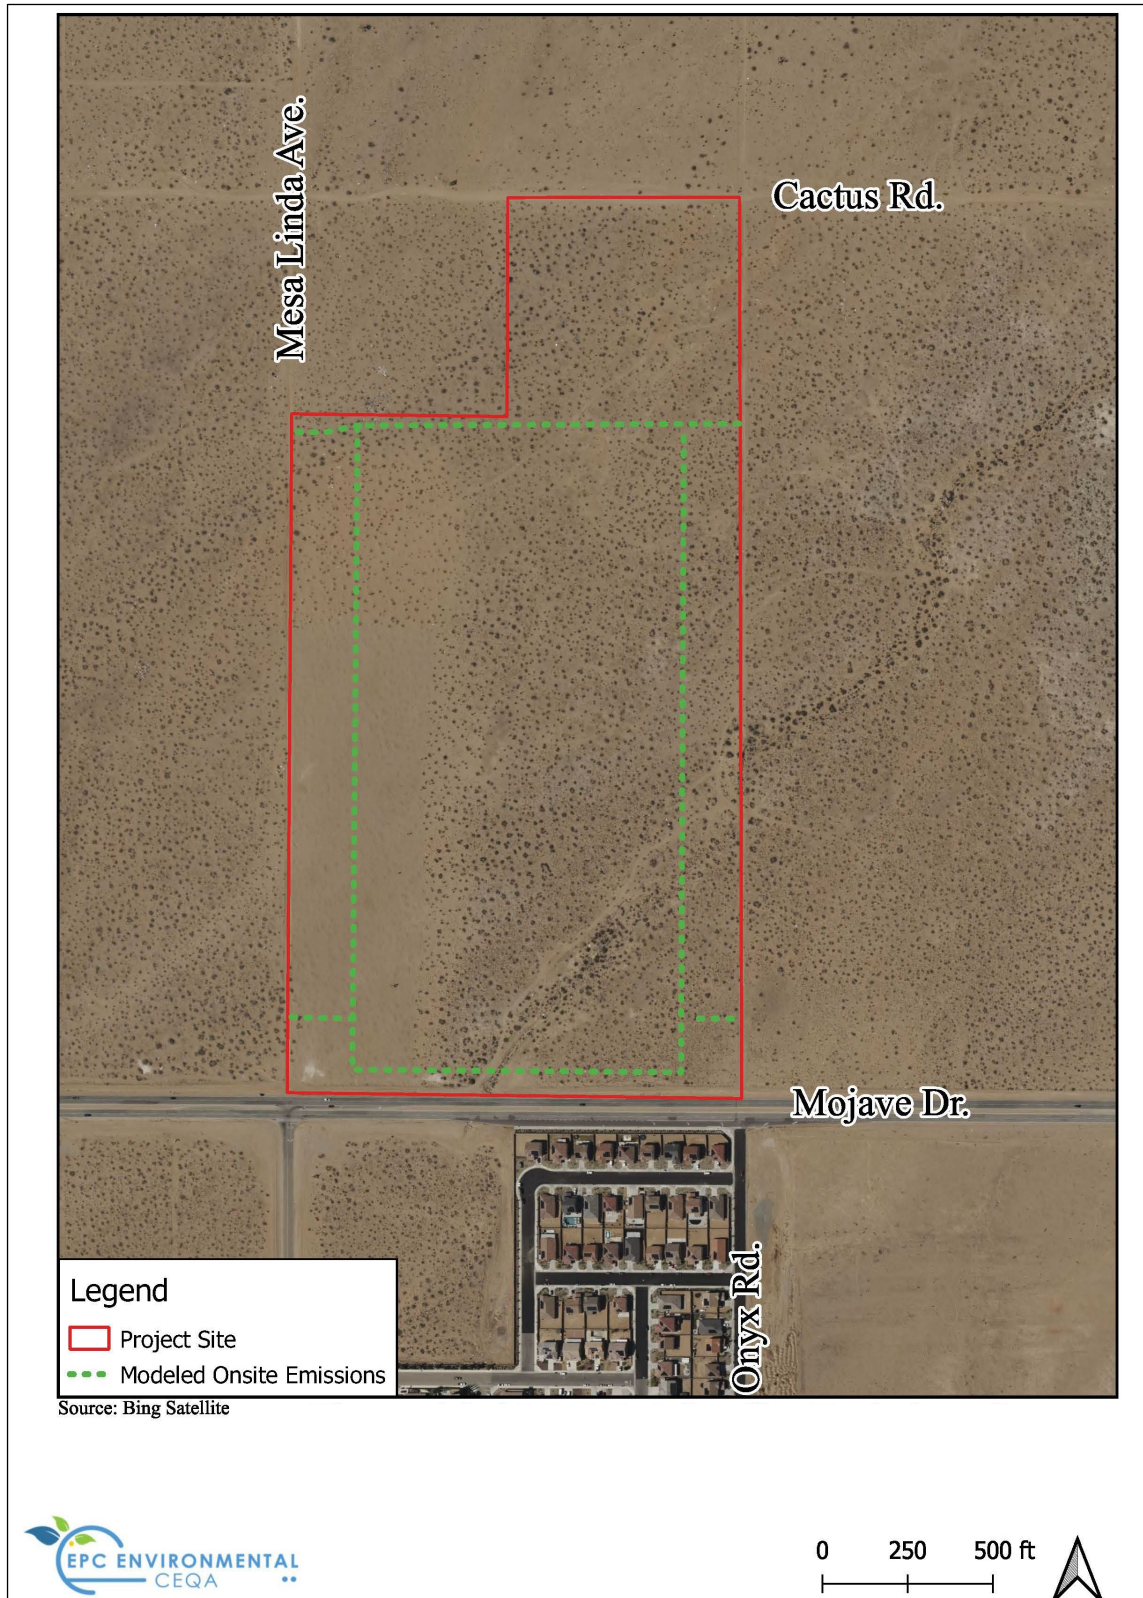 Mesa Linda Ave.
Cactus Rd.
Mojave Dr.
Onyx Rd.
Legend
Project Site
Modeled Onsite Emissions
Source: Bing Satellite
EPC ENVIRONMENTAL
CEQA
0 250 500 ft